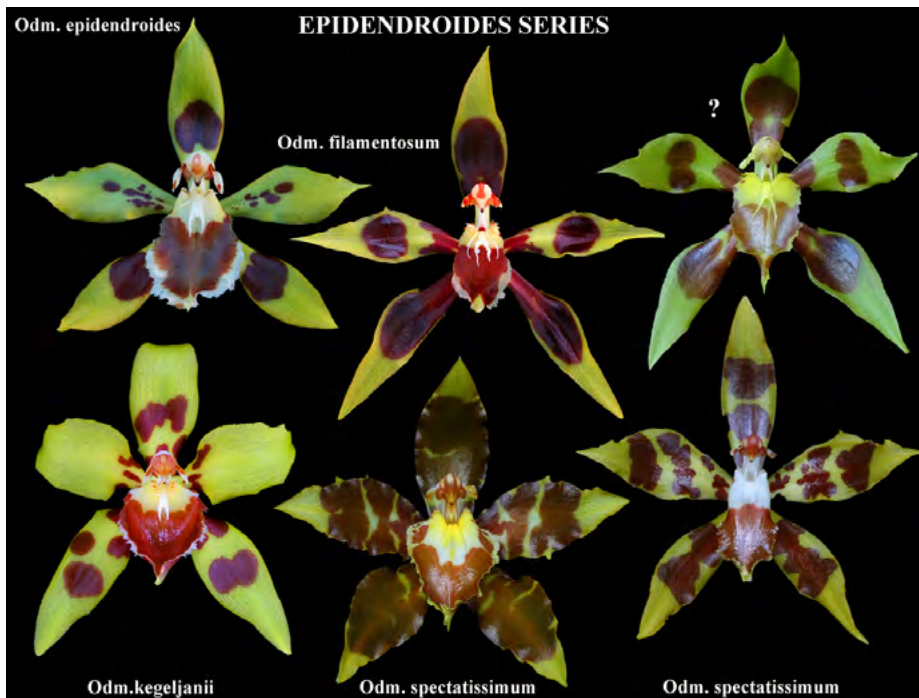 Odm. epidendroides
EPIDENDROIDES SERIES
?
Odm. filamentosum
Odm.kegeljanii
Odm. spectatissimum
Odm. spectatissimum